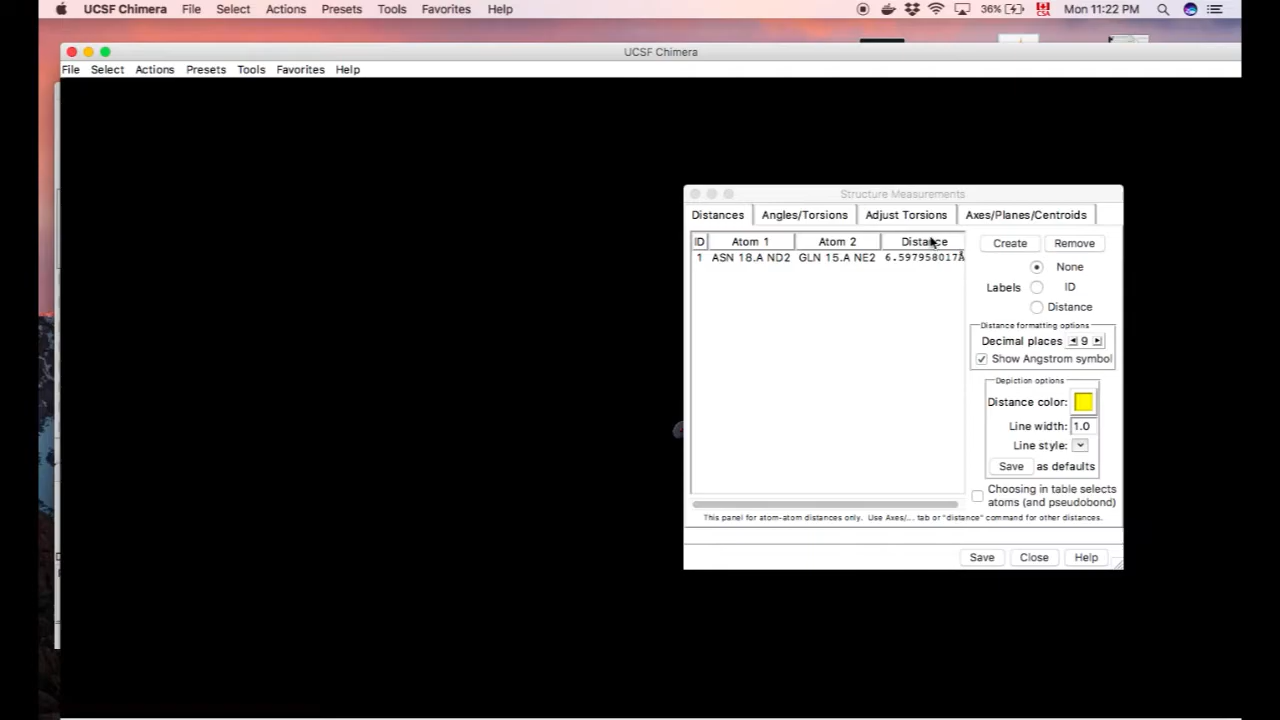 UCSF Chimera File Select Actions Presets Tools Favorites Help 36% CSA Mon 11:22 PM
UCSF Chimera
File Select Actions Presets Tools Favorites Help
Structure Measurements
Distances Angles/Torsions Adjust Torsions Axes/Planes/Centroids
ID Atom 1 Atom 2 Distance
1 ASN 18.A ND2 GLN 15.A NE2 6.597958017Å
Create Remove
None
Labels ID
Distance
Distance formatting options
Decimal places 9
Show Angstrom symbol
Depiction options
Distance color:
Line width: 1.0
Line style:
Save as defaults
Choosing in table selects
atoms (and pseudobond)
This panel for atom-atom distances only. Use Axes/... tab or "distance" command for other distances.
Save Close Help